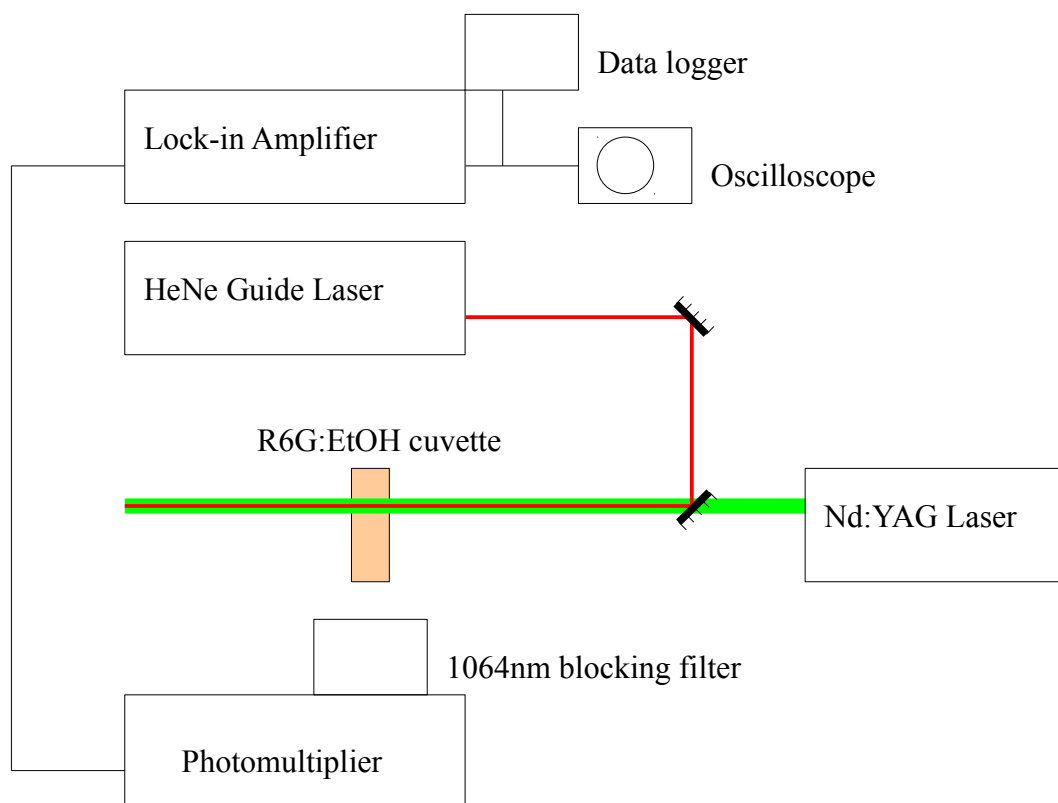 Data logger
Lock-in Amplifier
Oscilloscope
HeNe Guide Laser
R6G:EtOH cuvette
Nd:YAG Laser
1064nm blocking filter
Photomultiplier